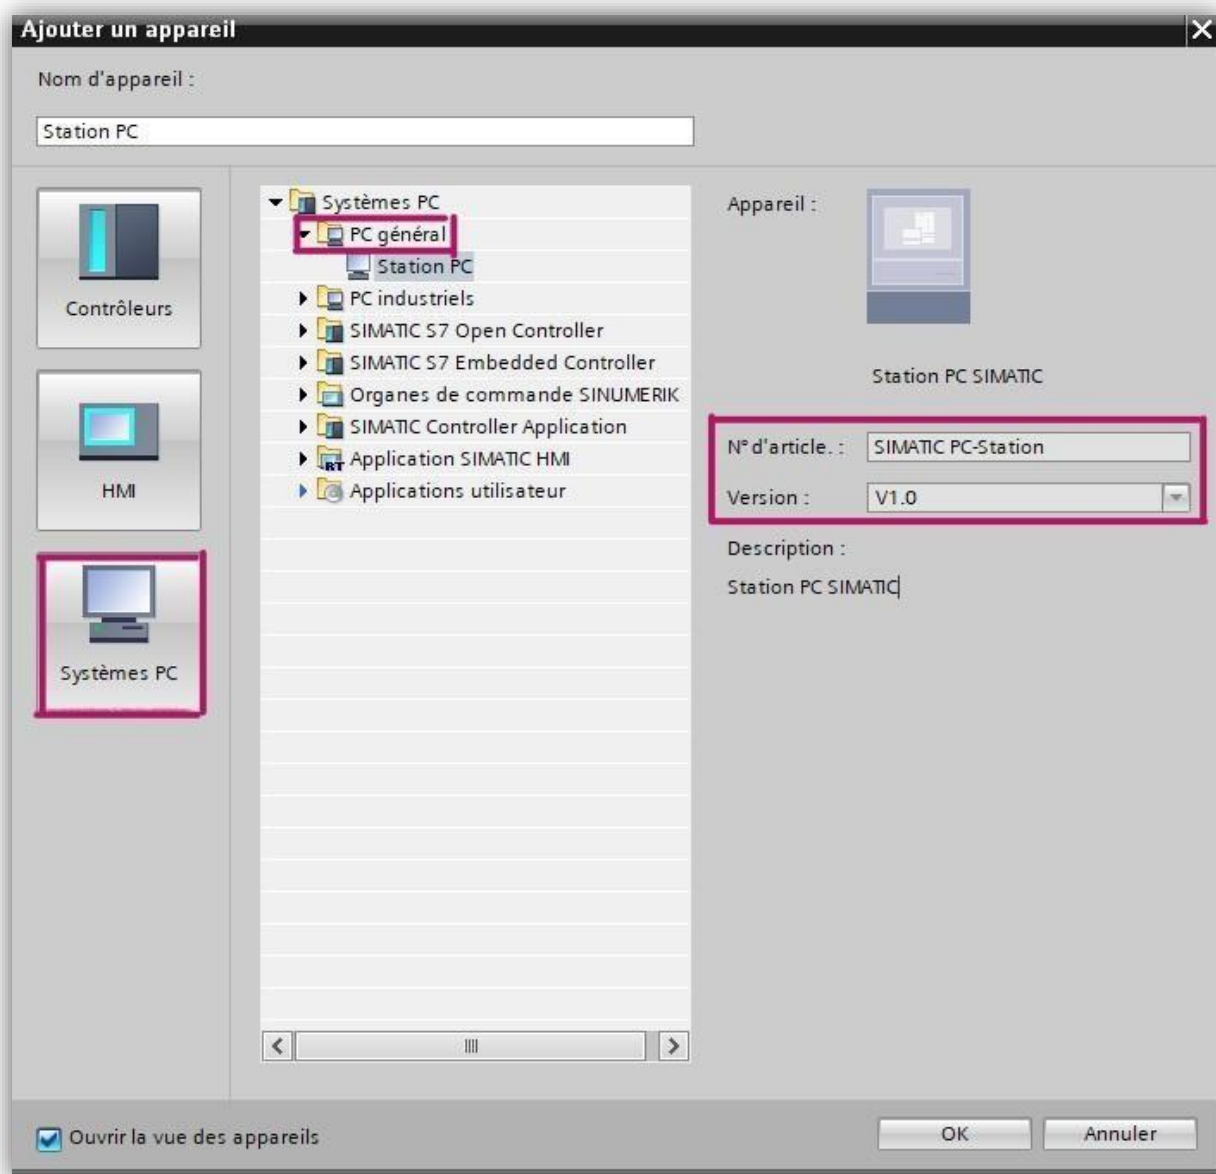 Ajouter un appareil
Nom d'appareil :
Station PC
Contrôleurs
HMI
Systèmes PC
Systèmes PC
PC général
Station PC
PC industriels
SIMATIC S7 Open Controller
SIMATIC S7 Embedded Controller
Organes de commande SINUMERIK
SIMATIC Controller Application
Application SIMATIC HMI
Applications utilisateur
Appareil :
Station PC SIMATIC
N° d'article. : SIMATIC PC-Station
Version : V1.0
Description :
Station PC SIMATIC
Ouvrir la vue des appareils
OK
Annuler